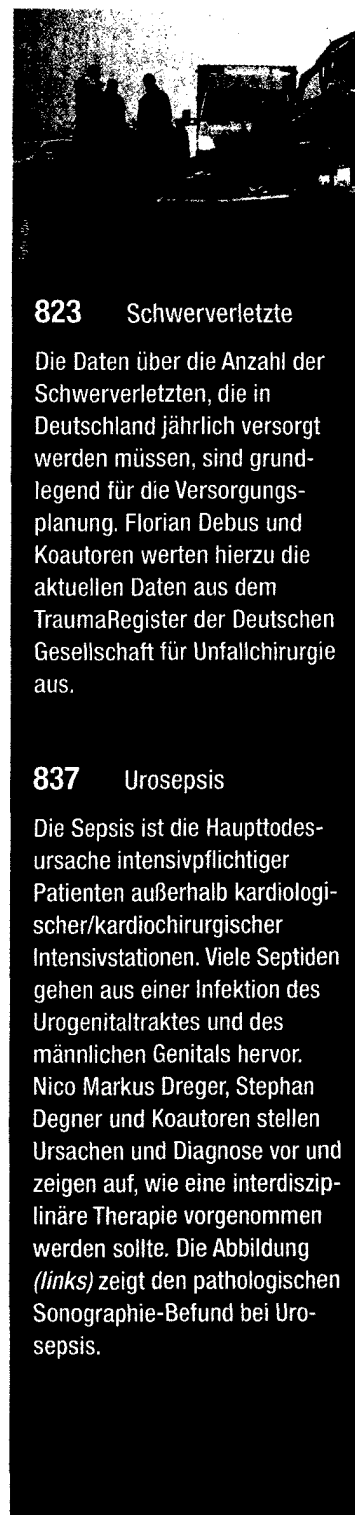 823 Schwerverletzte
Die Daten über die Anzahl der
Schwerverletzten, die in
Deutschland jährlich versorgt
werden müssen, sind grund-
legend für die Versorgungs-
planung. Florian Debus und
Koautoren werten hierzu die
aktuellen Daten aus dem
TraumaRegister der Deutschen
Gesellschaft für Unfallchirurgie
aus.
837 Urosepsis
Die Sepsis ist die Haupttodes-
ursache intensivpflichtiger
Patienten außerhalb kardiologi-
scher/kardiochirurgischer
Intensivstationen. Viele Septiden
gehen aus einer Infektion des
Urogenitaltraktes und des
männlichen Genitals hervor.
Nico Markus Dreger, Stephan
Degner und Koautoren stellen
Ursachen und Diagnose vor und
zeigen auf, wie eine interdiszip-
linäre Therapie vorgenommen
werden sollte. Die Abbildung
(links) zeigt den pathologischen
Sonographie-Befund bei Uro-
sepsis.